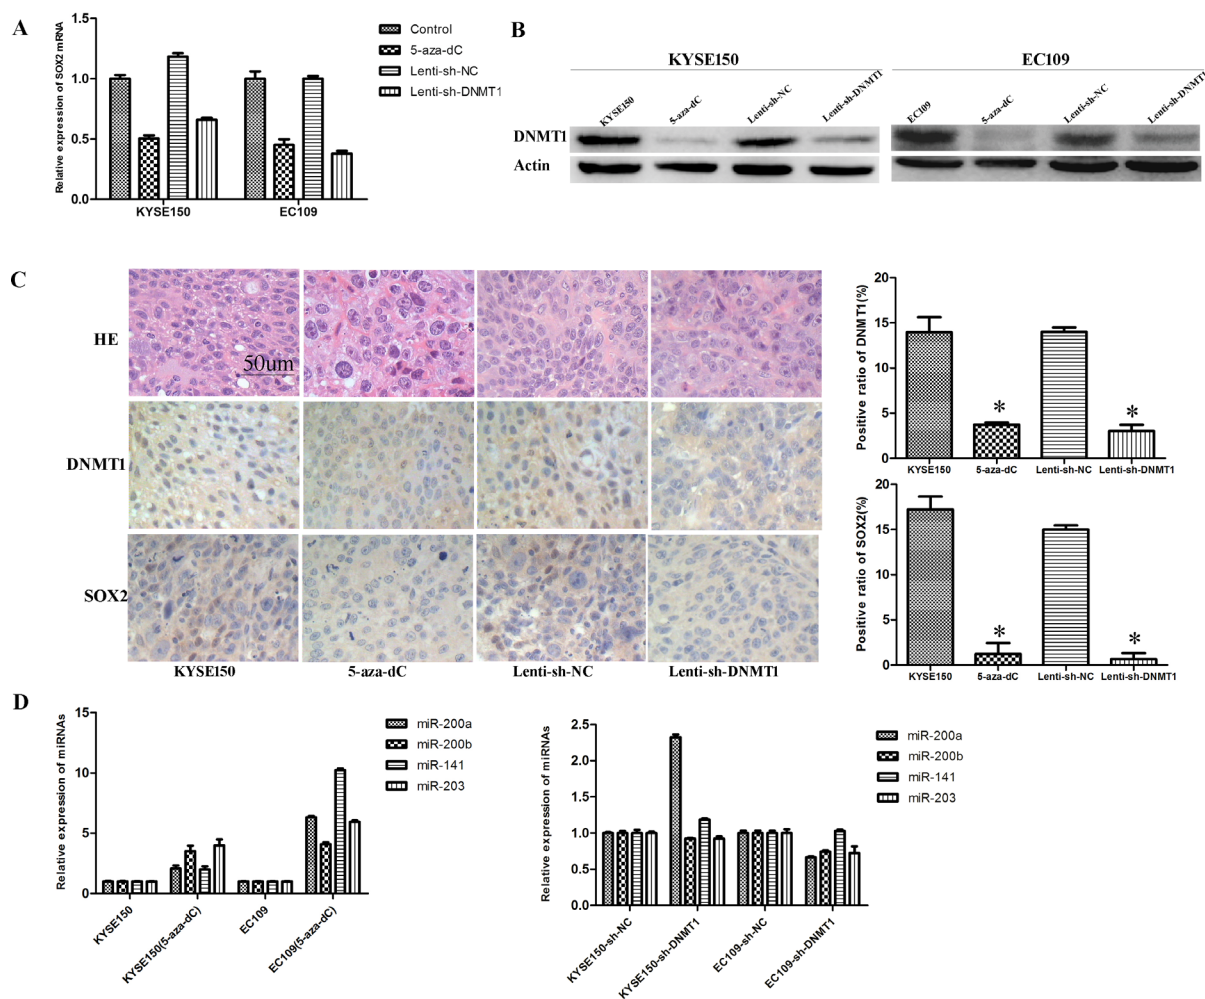 A
Relative expression of SOX2 mRNA
1.5
1.0
0.5
0.0
KYSE150
EC109
Control
5-aza-dC
Lenti-sh-NC
Lenti-sh-DNMT1
B
KYSE150
EC109
KYSE150
5-aza-dC
Lenti-sh-NC
Lenti-sh-DNMT1
EC109
5-aza-dC
Lenti-sh-NC
Lenti-sh-DNMT1
DNMT1
Actin
C
HE
50um
DNMT1
SOX2
KYSE150
5-aza-dC
Lenti-sh-NC
Lenti-sh-DNMT1
Positive ratio of DNMT1(%)
20
15
10
5
0
*
*
KYSE150
5-aza-dC
Lenti-sh-NC
Lenti-sh-DNMT1
Positive ratio of SOX2(%)
20
15
10
5
0
*
*
KYSE150
5-aza-dC
Lenti-sh-NC
Lenti-sh-DNMT1
D
Relative expression of miRNAs
15
10
5
0
KYSE150
KYSE150(5-aza-dC)
EC109
EC109(5-aza-dC)
miR-200a
miR-200b
miR-141
miR-203
Relative expression of miRNAs
2.5
2.0
1.5
1.0
0.5
0.0
KYSE150-sh-NC
KYSE150-sh-DNMT1
EC109-sh-NC
EC109-sh-DNMT1
miR-200a
miR-200b
miR-141
miR-203